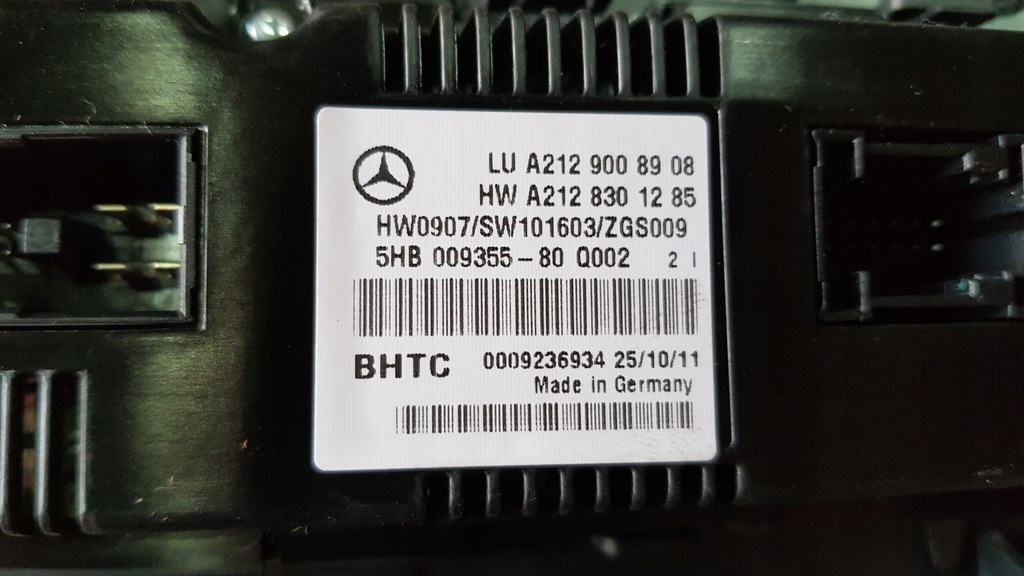 LU A212 900 89 08
HW A212 830 12 85
HW0907/SW101603/ZGS009
5HB 009355-80 Q002 2 I
BHTC 0009236934 25/10/11
Made in Germany